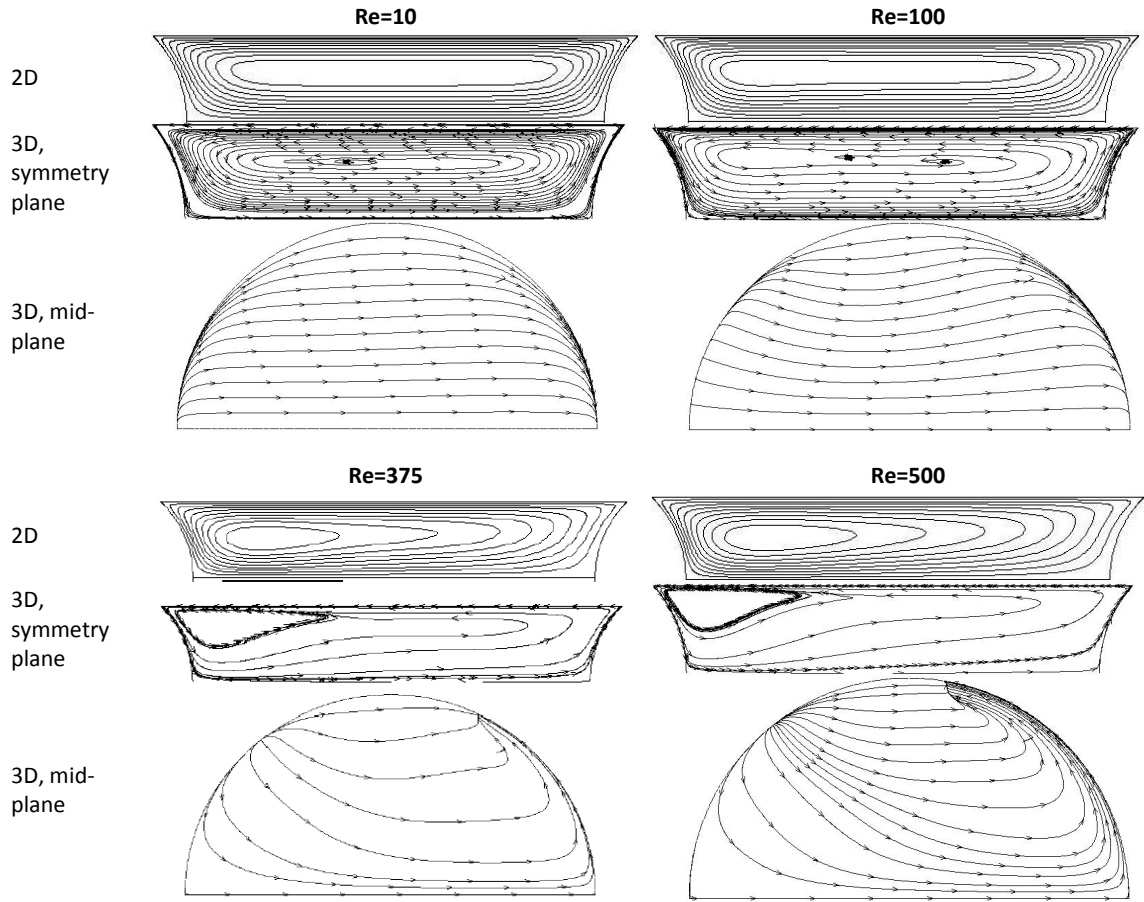 Re=10
Re=100
2D
3D,
symmetry
plane
3D, mid-
plane
Re=375
Re=500
2D
3D,
symmetry
plane
3D, mid-
plane